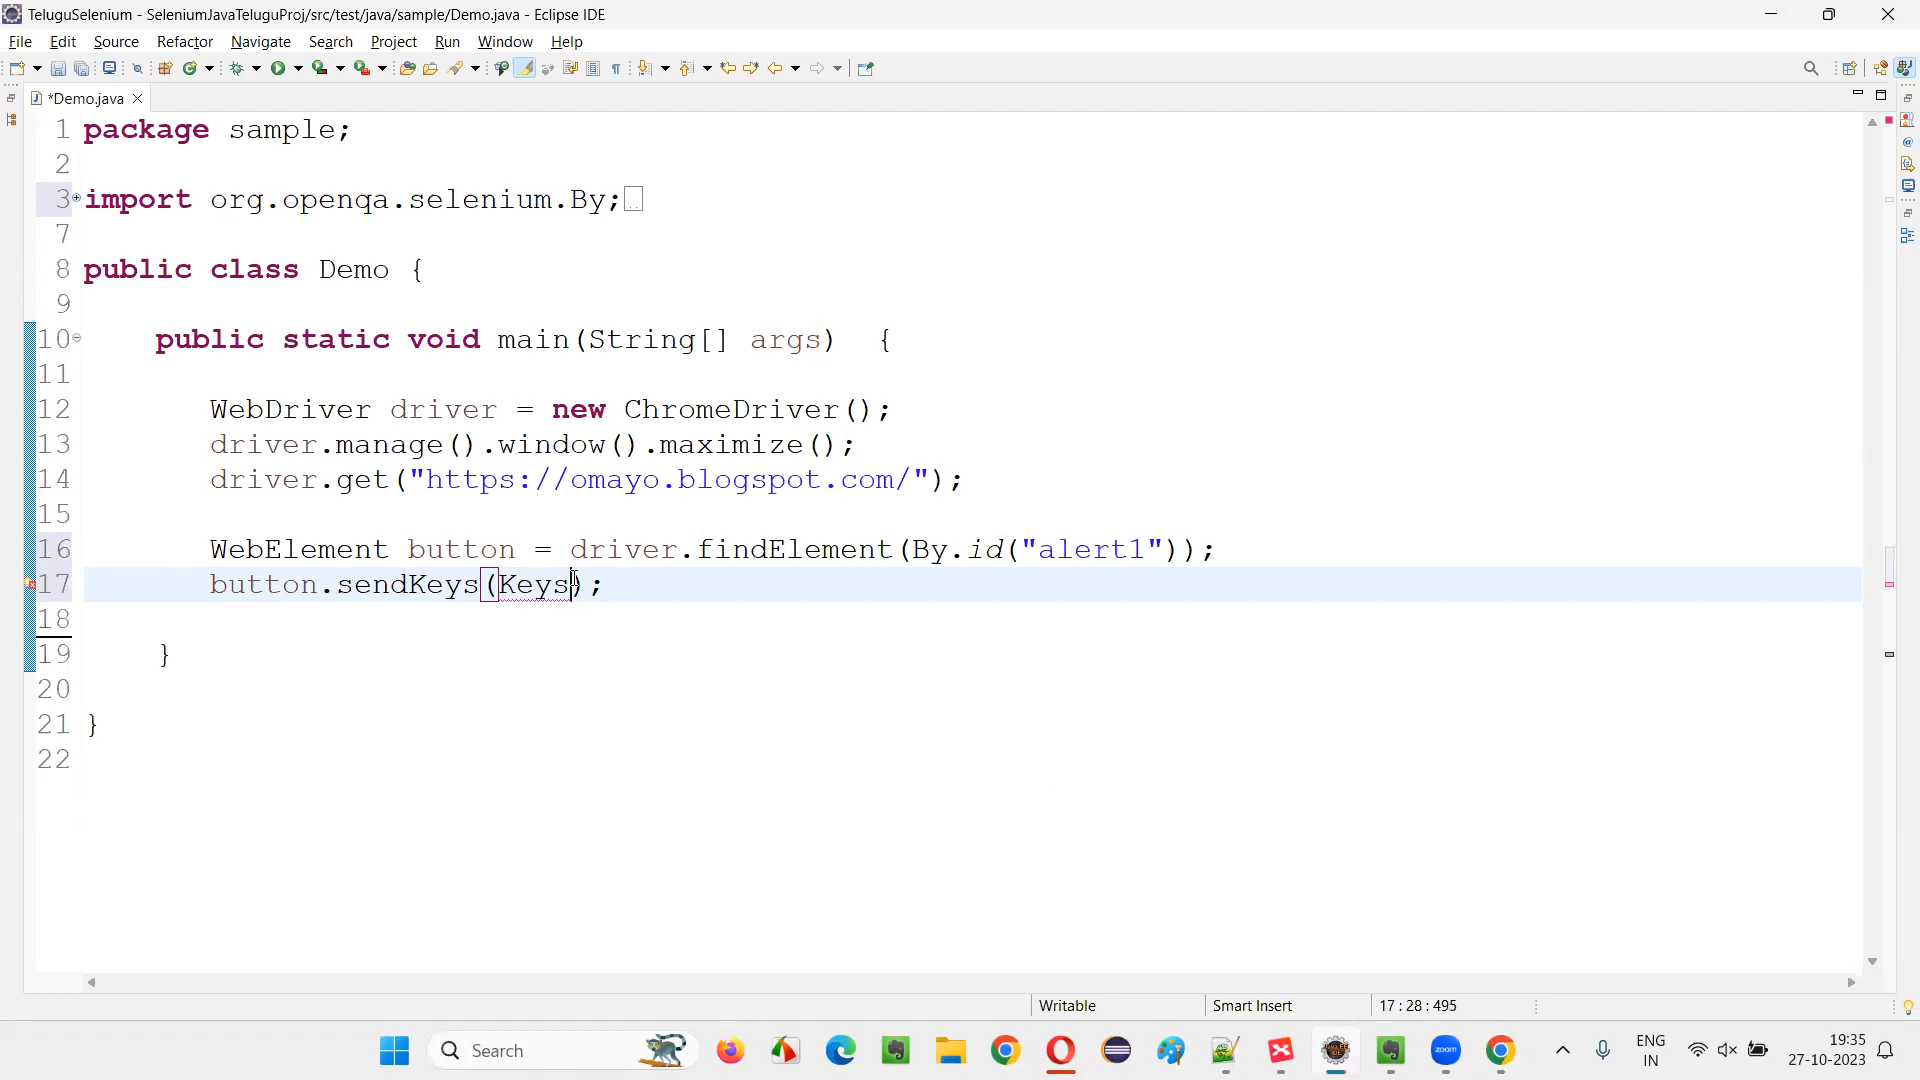 TeluguSelenium - SeleniumJavaTeluguProj/src/test/java/sample/Demo.java - Eclipse IDE
File Edit Source Refactor Navigate Search Project Run Window Help
*Demo.java
1 package sample;
2
3 import org.openqa.selenium.By;
7
8 public class Demo {
9
10 public static void main(String[] args) {
11
12 WebDriver driver = new ChromeDriver();
13 driver.manage().window().maximize();
14 driver.get("https://omayo.blogspot.com/");
15
16 WebElement button = driver.findElement(By.id("alert1"));
17 button.sendKeys(Keys);
18
19 }
20
21 }
22
Writable Smart Insert 17 : 28 : 495
Search
zoom
ENG
IN
19:35
27-10-2023